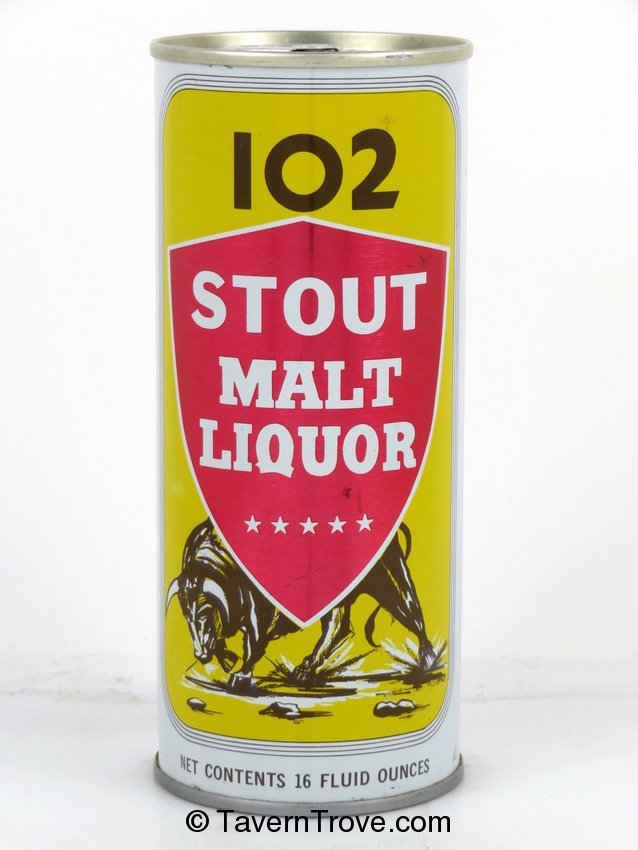 102
STOUT
MALT
LIQUOR
NET CONTENTS 16 FLUID OUNCES
© TavernTrove.com